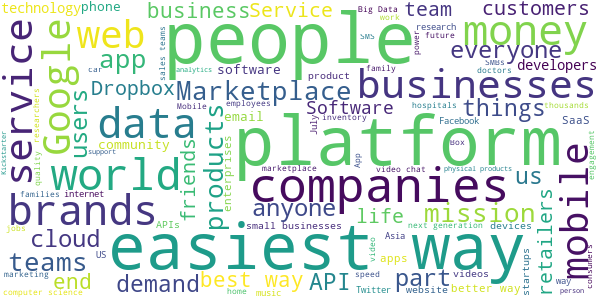 technology
phone
business
Service
team
Big Data
work
customers
SMS
research
future
sales teams
power
web
people
money
everyone
car
SMBs
developers
app
analytics
family
doctors
service
Google
Dropbox
Marketplace
software
product
businesses
quality researchers
users
Mobile
employees
hospitals
thousands
email
Software
things
SaaS
data
products
July
inventory
Facebook
Kickstarter
community
friends
enterprises
platform
Box
engagement
support
App
marketplace
video chat
physical products
world
companies
us
mobile
families
internet
brands
APIs
anyone
life
mission
retailers
jobs
small businesses
next generation
devices
cloud
US
easiest way
video
Asia
apps
startups
consumers
teams
marketing
end
demand
best way
API
part
videos
better way
way
computer science
home
music
speed
Twitter
website
person